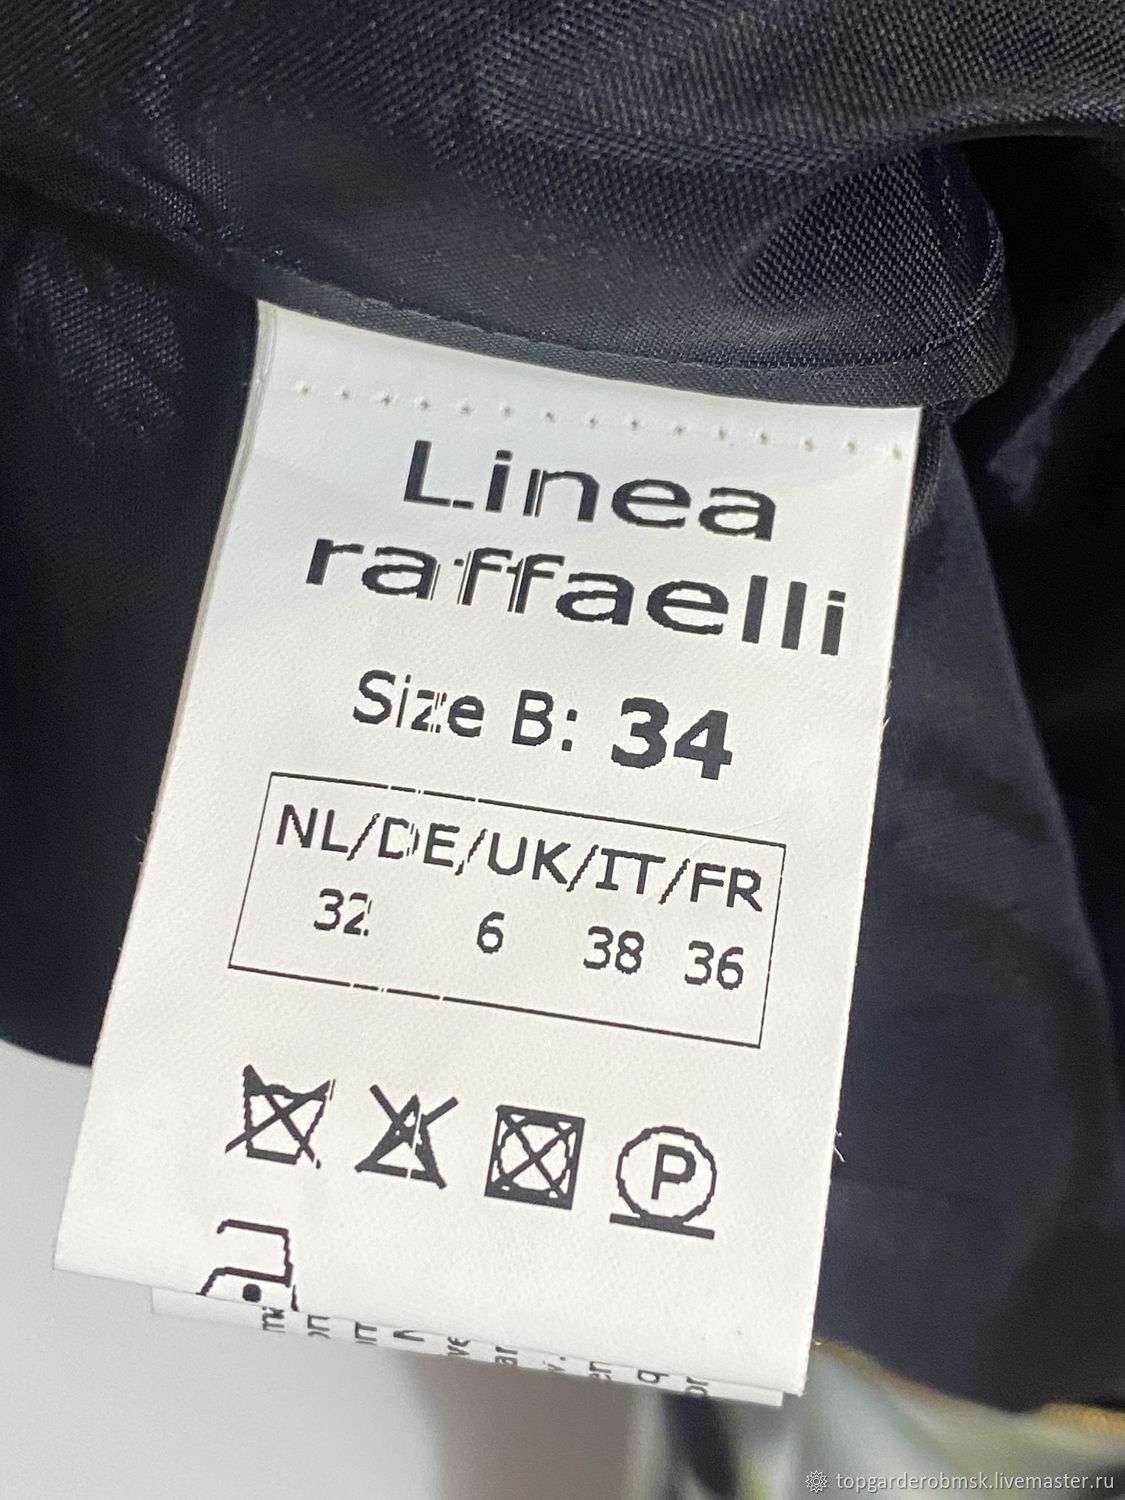 Linea
raffaelli
Size B: 34
NL/DE/UK/IT/FR
32 6 38 36
P
topgarderobmsk.livemaster.ru